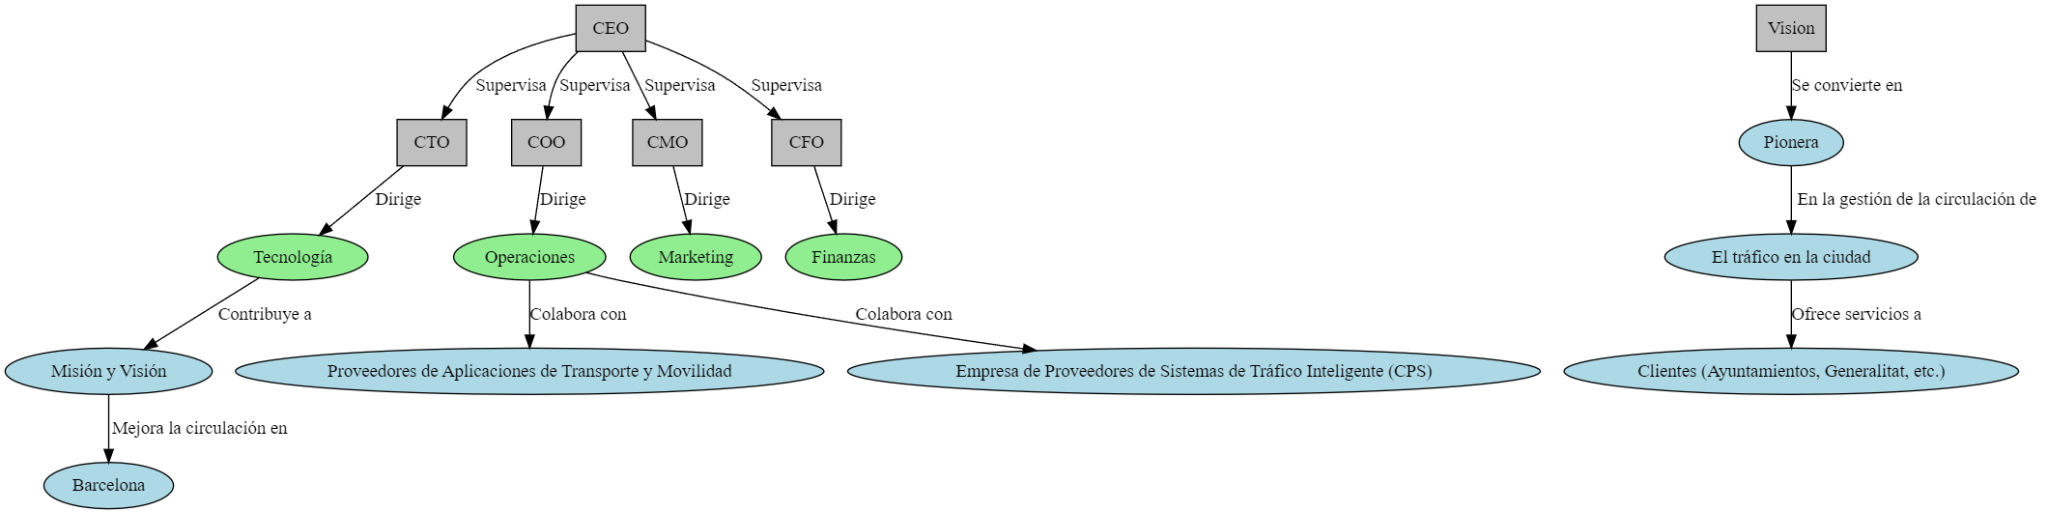 CEO
Vision
Supervisa
Supervisa
Supervisa
Supervisa
Se convierte en
CTO
COO
CMO
CFO
Pionera
Dirige
Dirige
Dirige
Dirige
En la gestión de la circulación de
Tecnología
Operaciones
Marketing
Finanzas
El tráfico en la ciudad
Contribuye a
Colabora con
Colabora con
Ofrece servicios a
Misión y Visión
Proveedores de Aplicaciones de Transporte y Movilidad
Empresa de Proveedores de Sistemas de Tráfico Inteligente (CPS)
Clientes (Ayuntamientos, Generalitat, etc.)
Mejora la circulación en
Barcelona